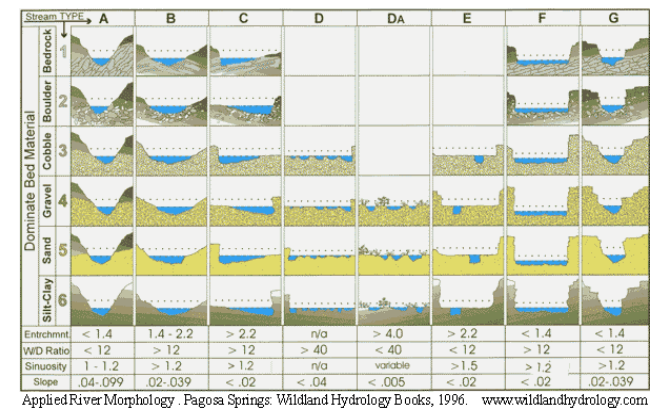 Stream TYPE A B C D DA E F G
Dominate Bed Material
Bedrock 1
Boulder 2
Cobble 3
Gravel 4
Sand 5
Silt-Clay 6
Entrchmnt. < 1.4 1.4 - 2.2 > 2.2 n/a > 4.0 > 2.2 < 1.4 < 1.4
W/D Ratio < 12 > 12 > 12 > 40 < 40 < 12 > 12 < 12
Sinuosity 1 - 1.2 > 1.2 > 1.2 n/a variable >1.5 > 1.2 >1.2
Slope .04-.099 .02-.039 < .02 < .04 < .005 < .02 < .02 .02-.039
Applied River Morphology . Pagosa Springs: Wildland Hydrology Books, 1996. www.wildlandhydrology.com